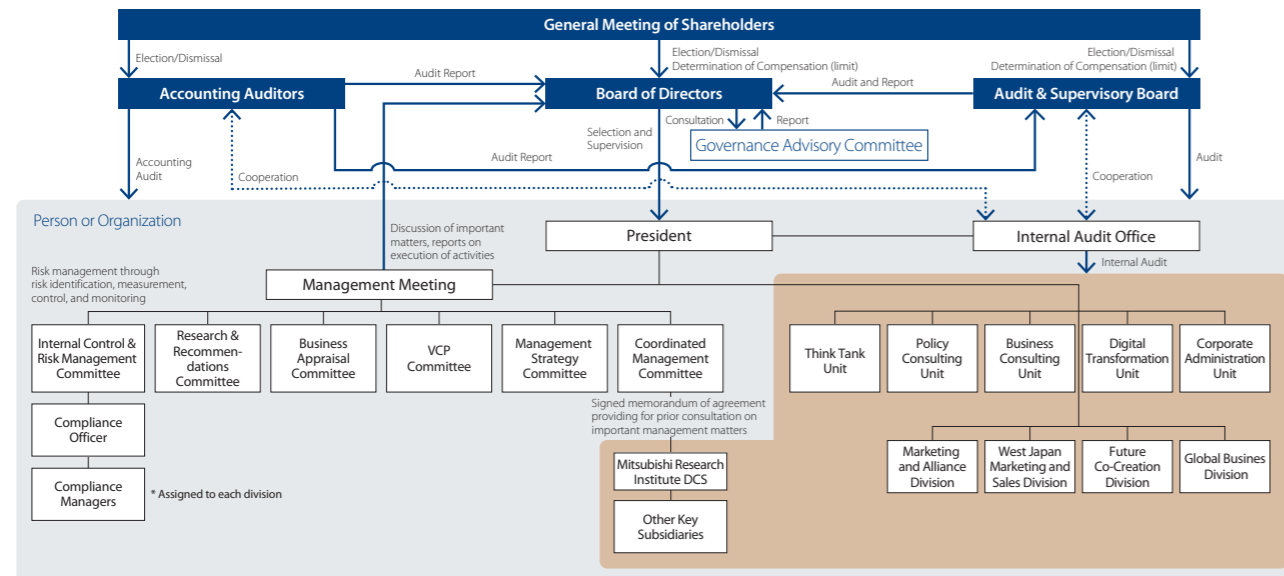 General Meeting of Shareholders
Election/Dismissal
Election/Dismissal
Determination of Compensation (limit)
Election/Dismissal
Determination of Compensation (limit)
Audit Report
Audit and Report
Accounting Auditors
Board of Directors
Audit & Supervisory Board
Consultation
Report
Selection and
Supervision
Governance Advisory Committee
Accounting
Audit
Audit Report
Audit
Cooperation
Cooperation
Person or Organization
Discussion of important
matters, reports on
execution of activities
President
Internal Audit Office
Internal Audit
Risk management through
risk identification, measurement,
control, and monitoring
Management Meeting
Internal Control &
Risk Management
Committee
Research &
Recommen-
dations
Committee
Business
Appraisal
Committee
VCP
Committee
Management
Strategy
Committee
Coordinated
Management
Committee
Think Tank
Unit
Policy
Consulting
Unit
Business
Consulting
Unit
Digital
Transformation
Unit
Corporate
Administration
Unit
Signed memorandum of agreement
providing for prior consultation on
important management matters
Compliance
Officer
Compliance
Managers
* Assigned to each division
Mitsubishi Research
Institute DCS
Other Key
Subsidiaries
Marketing
and Alliance
Division
West Japan
Marketing and
Sales Division
Future
Co-Creation
Division
Global Busines
Division